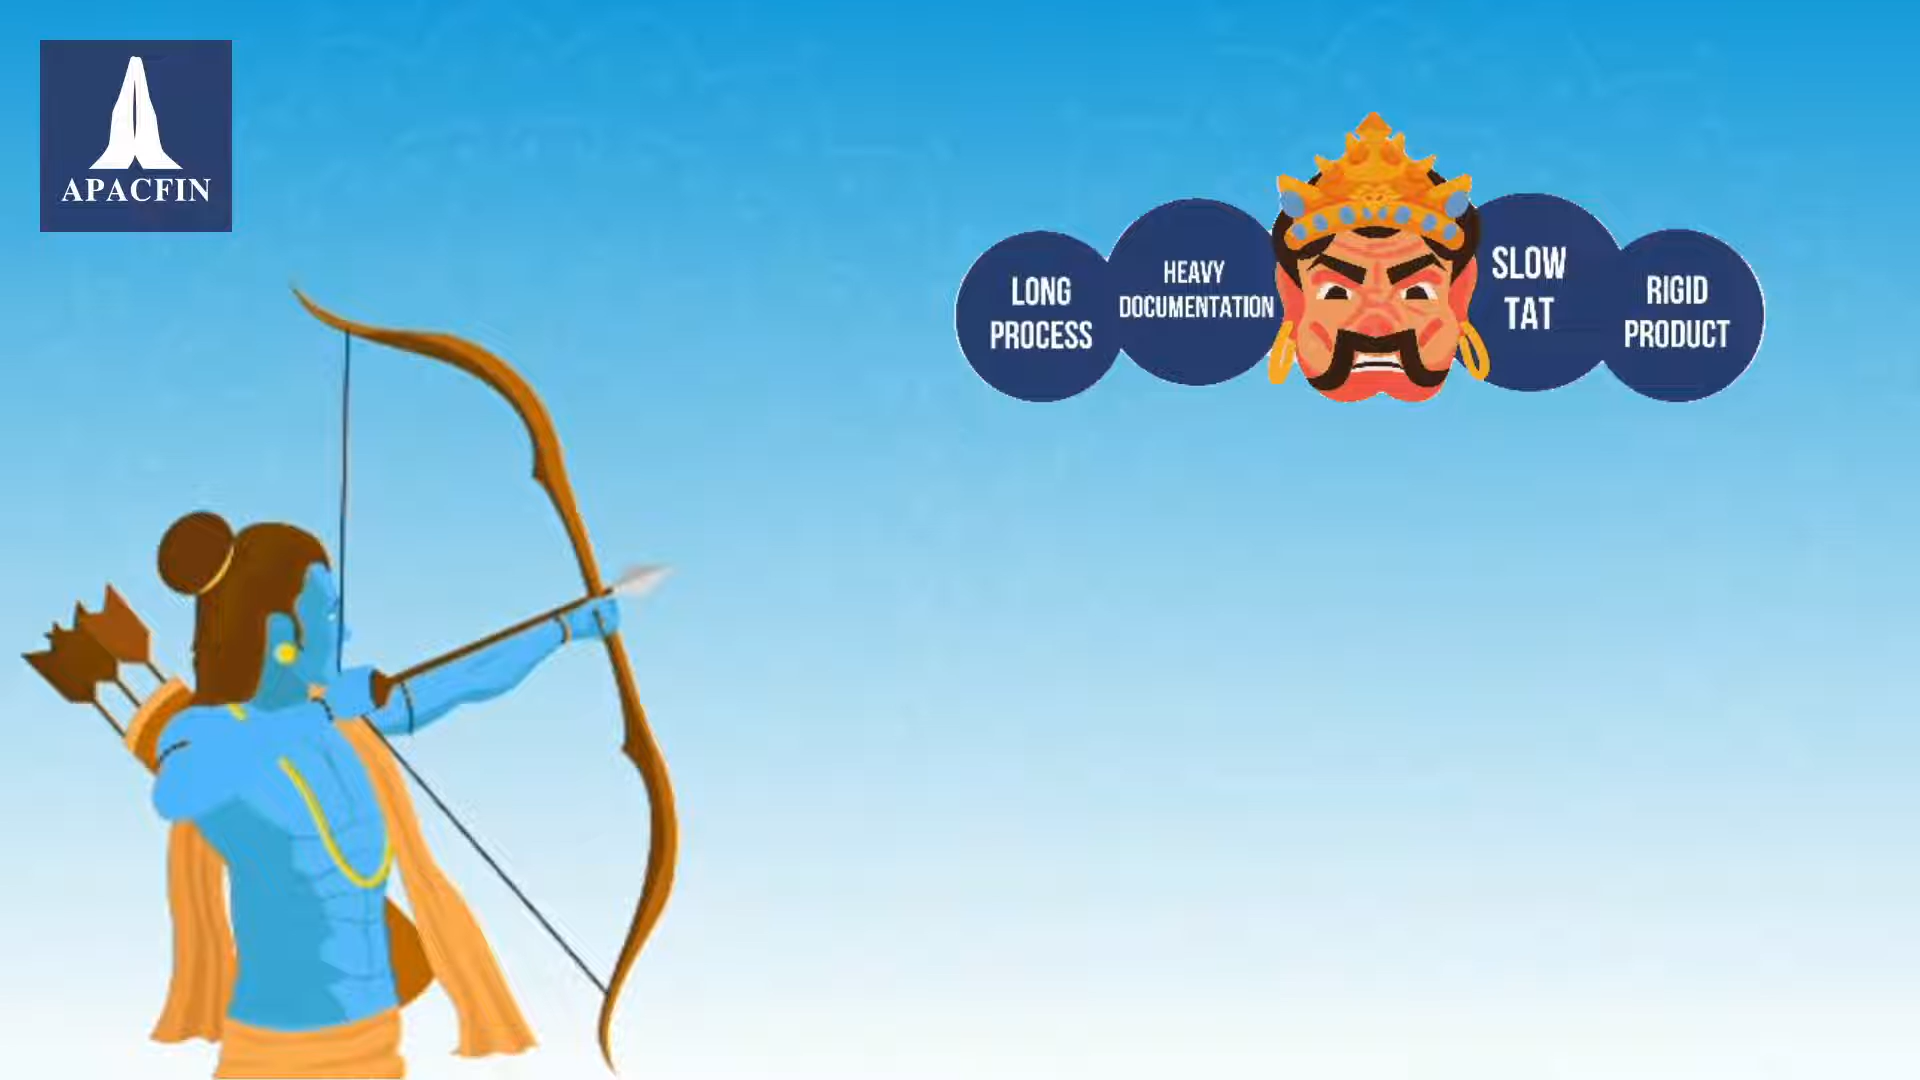 APACFIN
LONG
PROCESS
HEAVY
DOCUMENTATION
SLOW
TAT
RIGID
PRODUCT